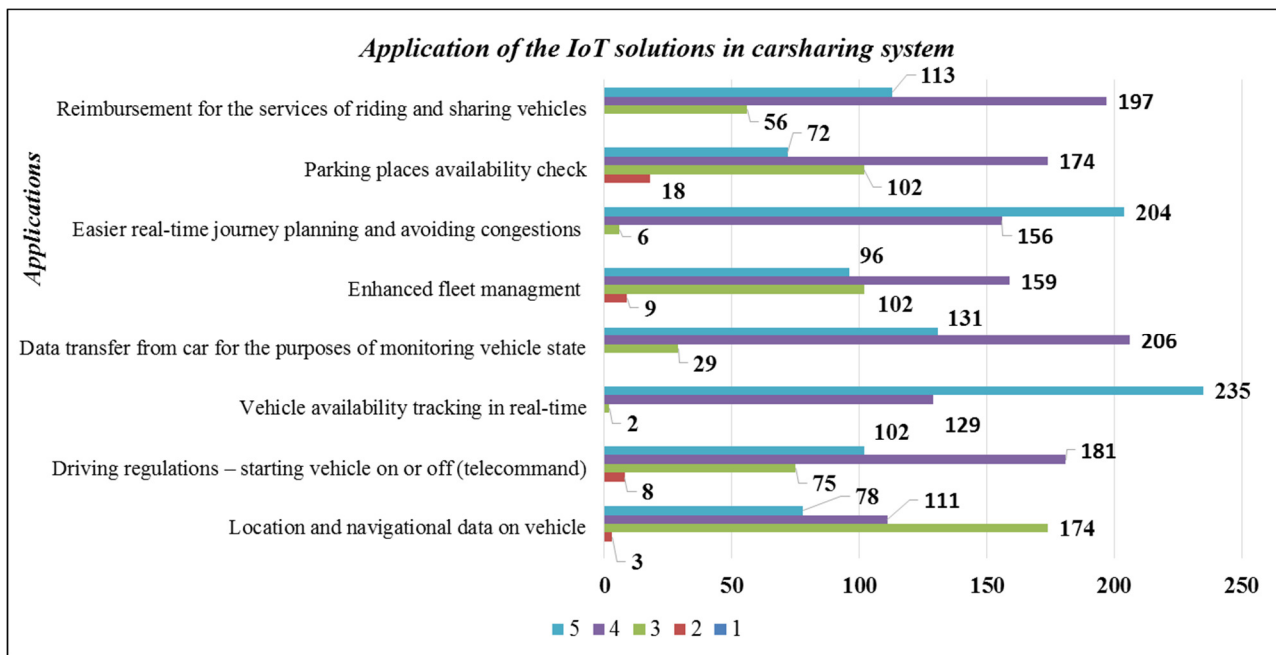 Application of the IoT solutions in carsharing system
Applications
Reimbursement for the services of riding and sharing vehicles
113
197
56
Parking places availability check
72
174
102
18
Easier real-time journey planning and avoiding congestions
204
156
6
Enhanced fleet managment
96
159
102
9
Data transfer from car for the purposes of monitoring vehicle state
131
206
29
Vehicle availability tracking in real-time
235
129
2
Driving regulations – starting vehicle on or off (telecommand)
102
181
75
8
Location and navigational data on vehicle
78
111
174
3
0 50 100 150 200 250
5 4 3 2 1